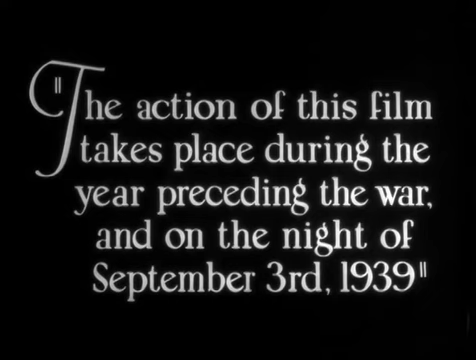 "The action of this film
takes place during the
year preceding the war,
and on the night of
September 3rd, 1939"